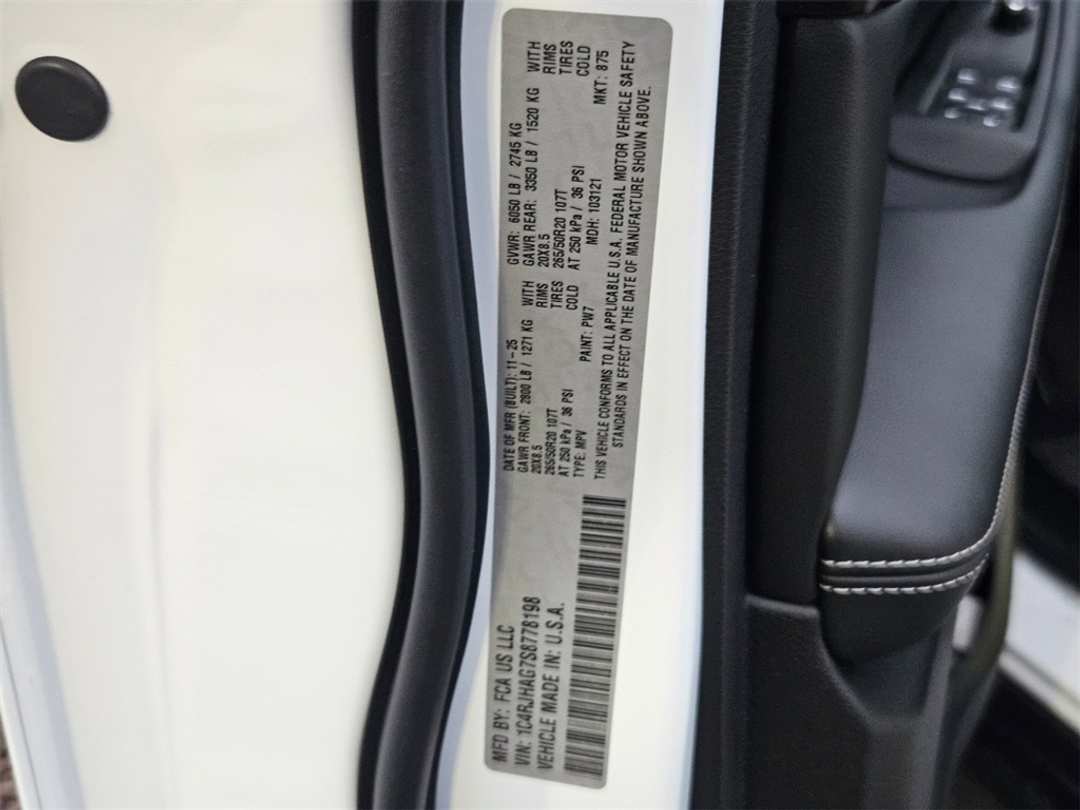 MFD BY: FCA US LLC
VIN: 1C4RJHAG7S8778198
VEHICLE MADE IN: U.S.A.
DATE OF MFR (BUILT): 11-25
GAWR FRONT: 2800 LB / 1271 KG WITH
20X8.5 RIMS
265/50R20 107T TIRES
AT 250 kPa / 36 PSI COLD
TYPE: MPV PAINT: PW7
GVWR: 6050 LB / 2745 KG
GAWR REAR: 3350 LB / 1520 KG WITH
20X8.5 RIMS
265/50R20 107T TIRES
AT 250 kPa / 36 PSI COLD
MDH: 103121 MKT: 875
THIS VEHICLE CONFORMS TO ALL APPLICABLE U.S.A. FEDERAL MOTOR VEHICLE SAFETY
STANDARDS IN EFFECT ON THE DATE OF MANUFACTURE SHOWN ABOVE.